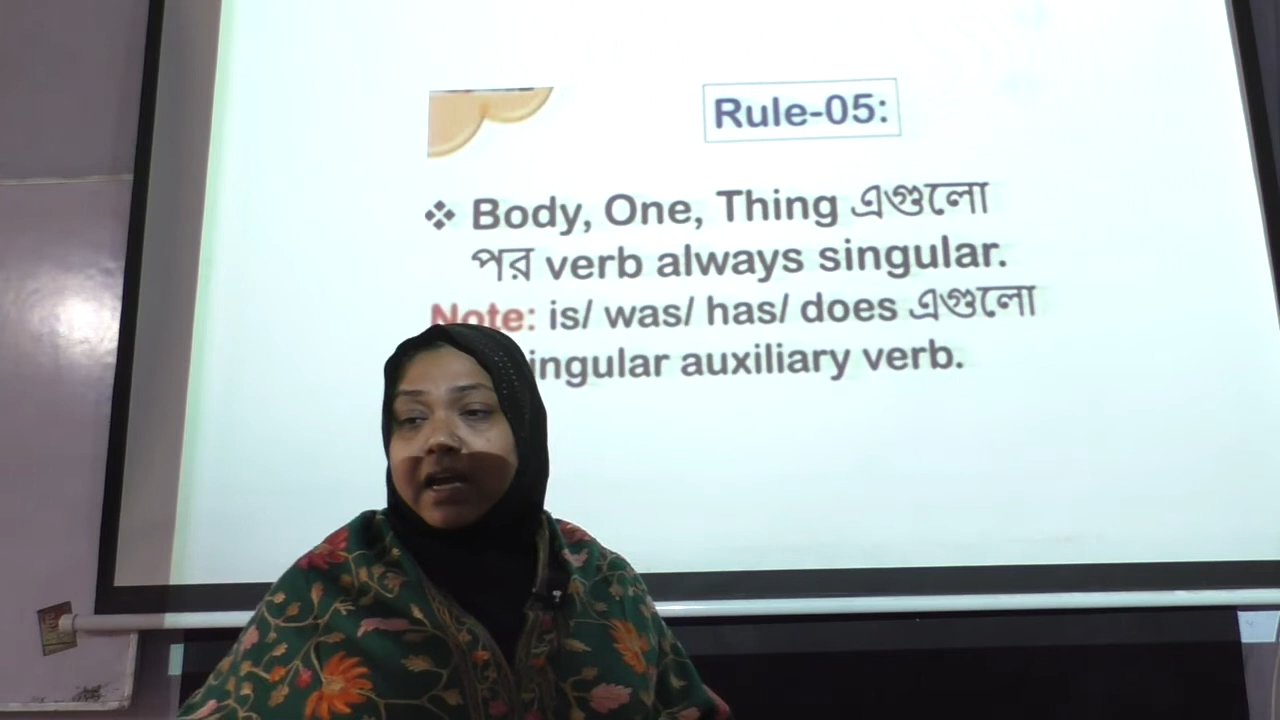 Rule-05:
❖ Body, One, Thing এগুলো
পর verb always singular.
Note: is/ was/ has/ does এগুলো
ingular auxiliary verb.